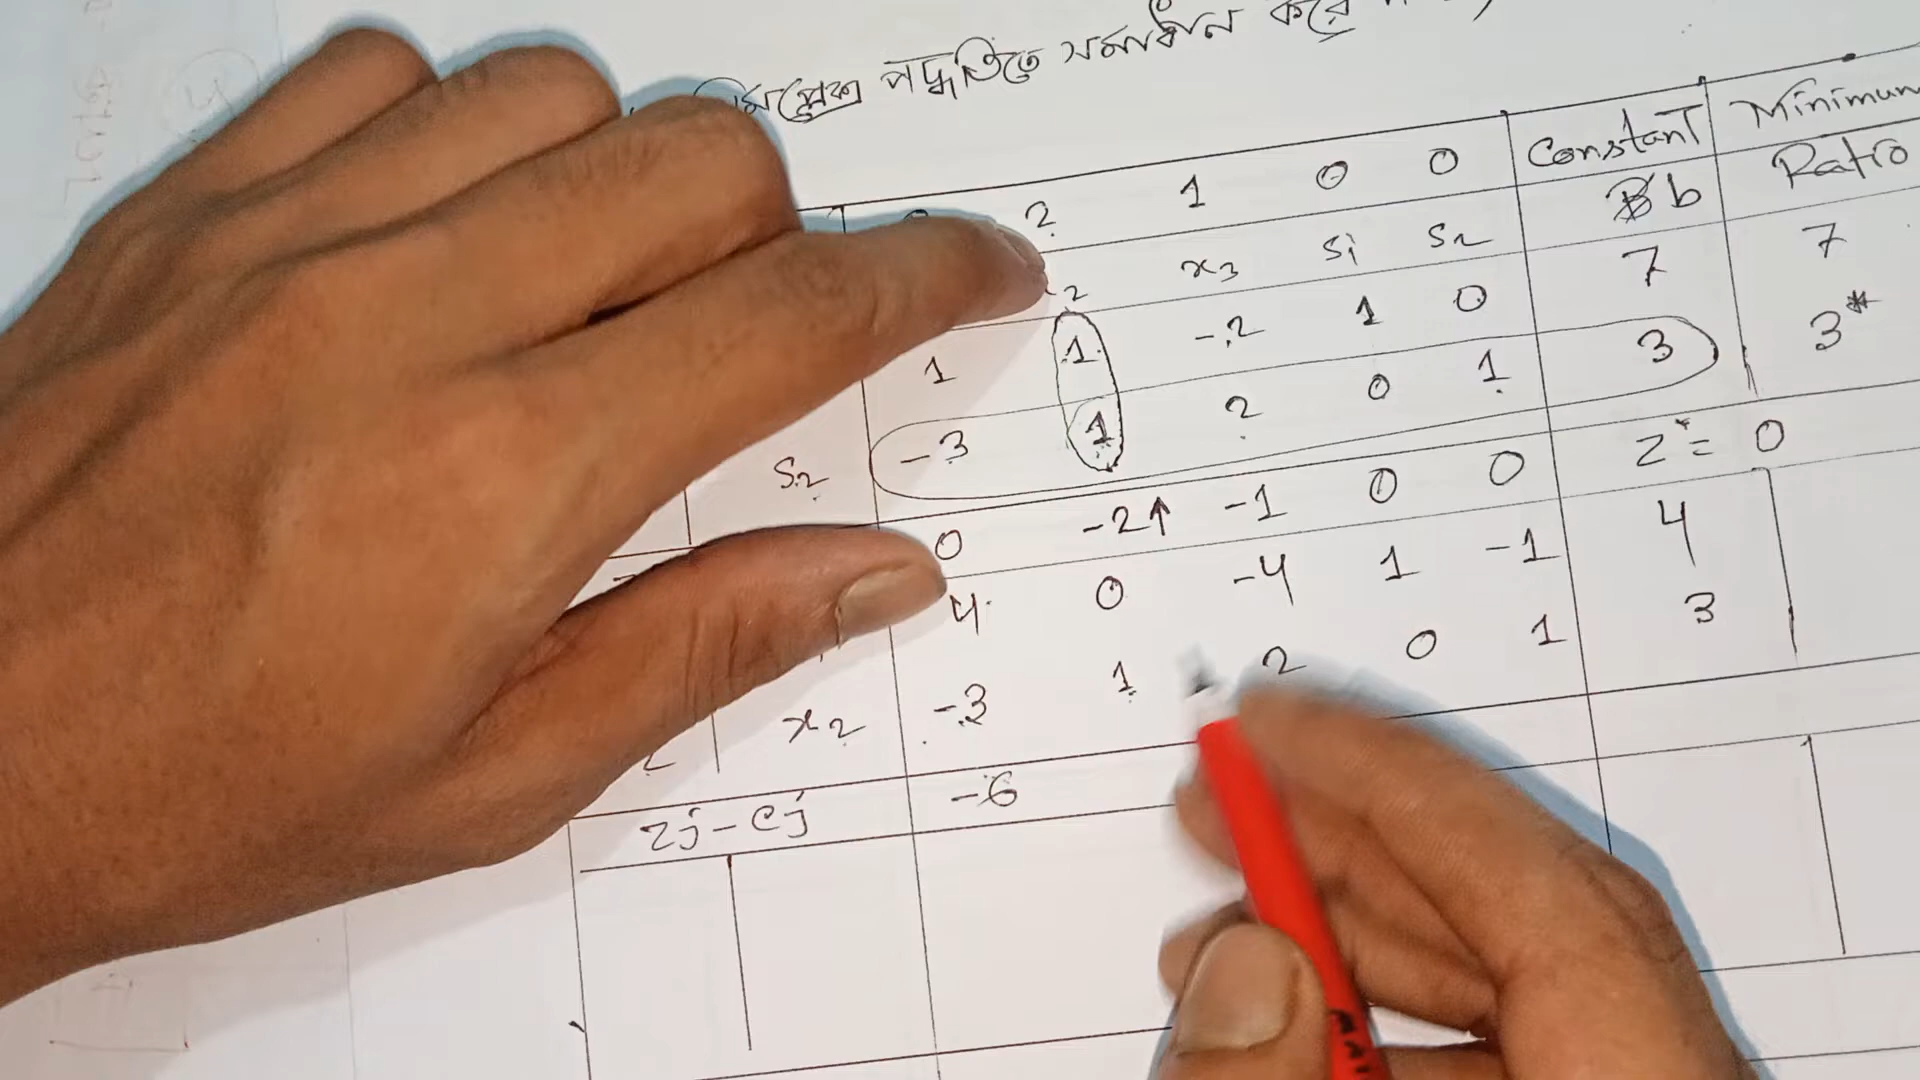 পদ্ধতিতে সমাধান করে
2 1 0 0 Constant Minimum
x3 S1 S2 b Ratio
1 1 -2 1 0 7 7
S2 -3 1 2 0 1 3 3*
0 -2↑ -1 0 0 Z = 0
4 0 -4 1 -1 4
x2 -3 1 2 0 1 3
Zj - Cj -6